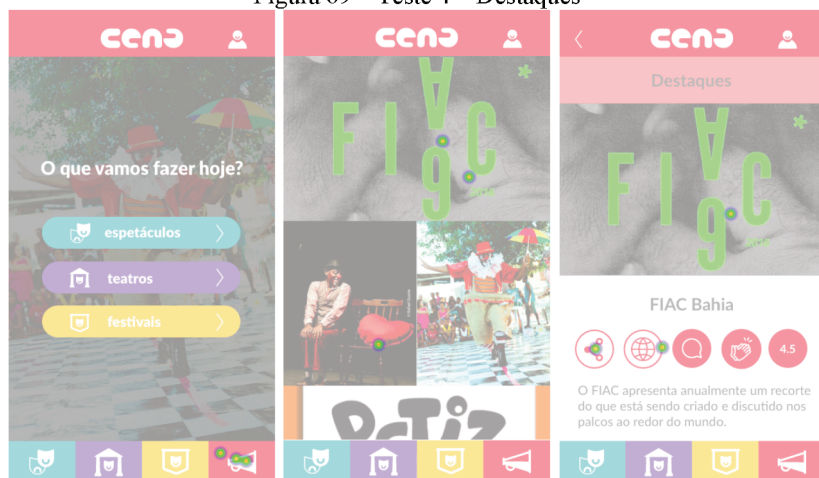 Figura 69 – Teste 4 – Destaques
cena
O que vamos fazer hoje?
espetáculos
teatros
festivais
cena
FIAC
9
cena
Destaques
FIAC
9
FIAC Bahia
4.5
O FIAC apresenta anualmente um recorte
do que está sendo criado e discutido nos
palcos ao redor do mundo.